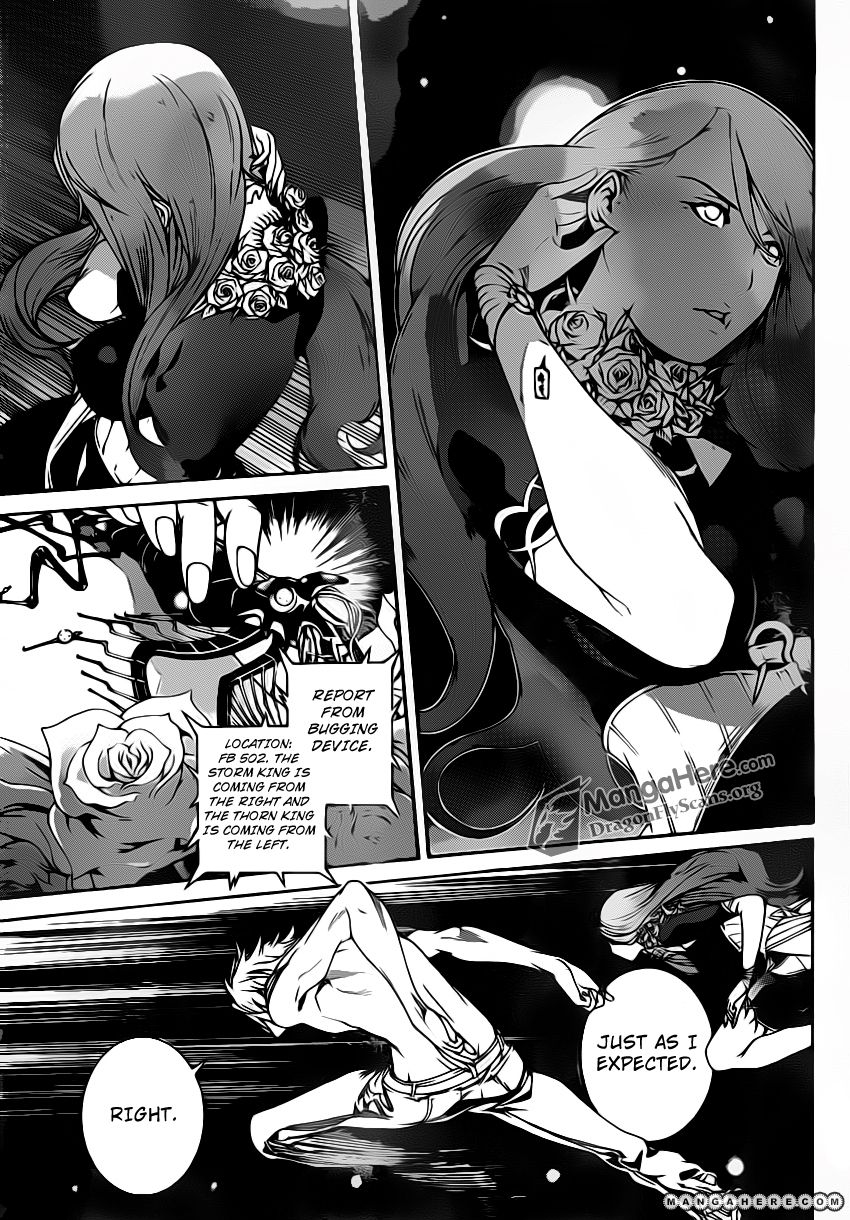 REPORT
FROM
BUGGING
DEVICE.
LOCATION:
FB 502. THE
STORM KING IS
COMING FROM
THE RIGHT AND
THE THORN KING
IS COMING FROM
THE LEFT.
MangaHere.com
DragonFlyScans.org
JUST AS I
EXPECTED.
RIGHT.
MANGAHERE.COM